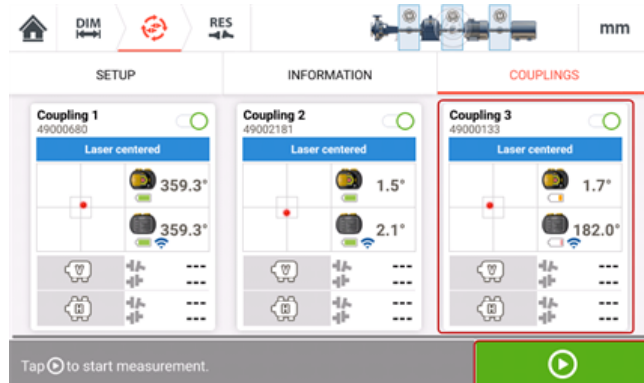 DIM
RES
mm
SETUP
INFORMATION
COUPLINGS
Coupling 1
49000680
Laser centered
359.3°
359.3°
V
---
---
H
---
---
Coupling 2
49002181
Laser centered
1.5°
2.1°
V
---
---
H
---
---
Coupling 3
49000133
Laser centered
1.7°
182.0°
V
---
---
H
---
---
Tap to start measurement.